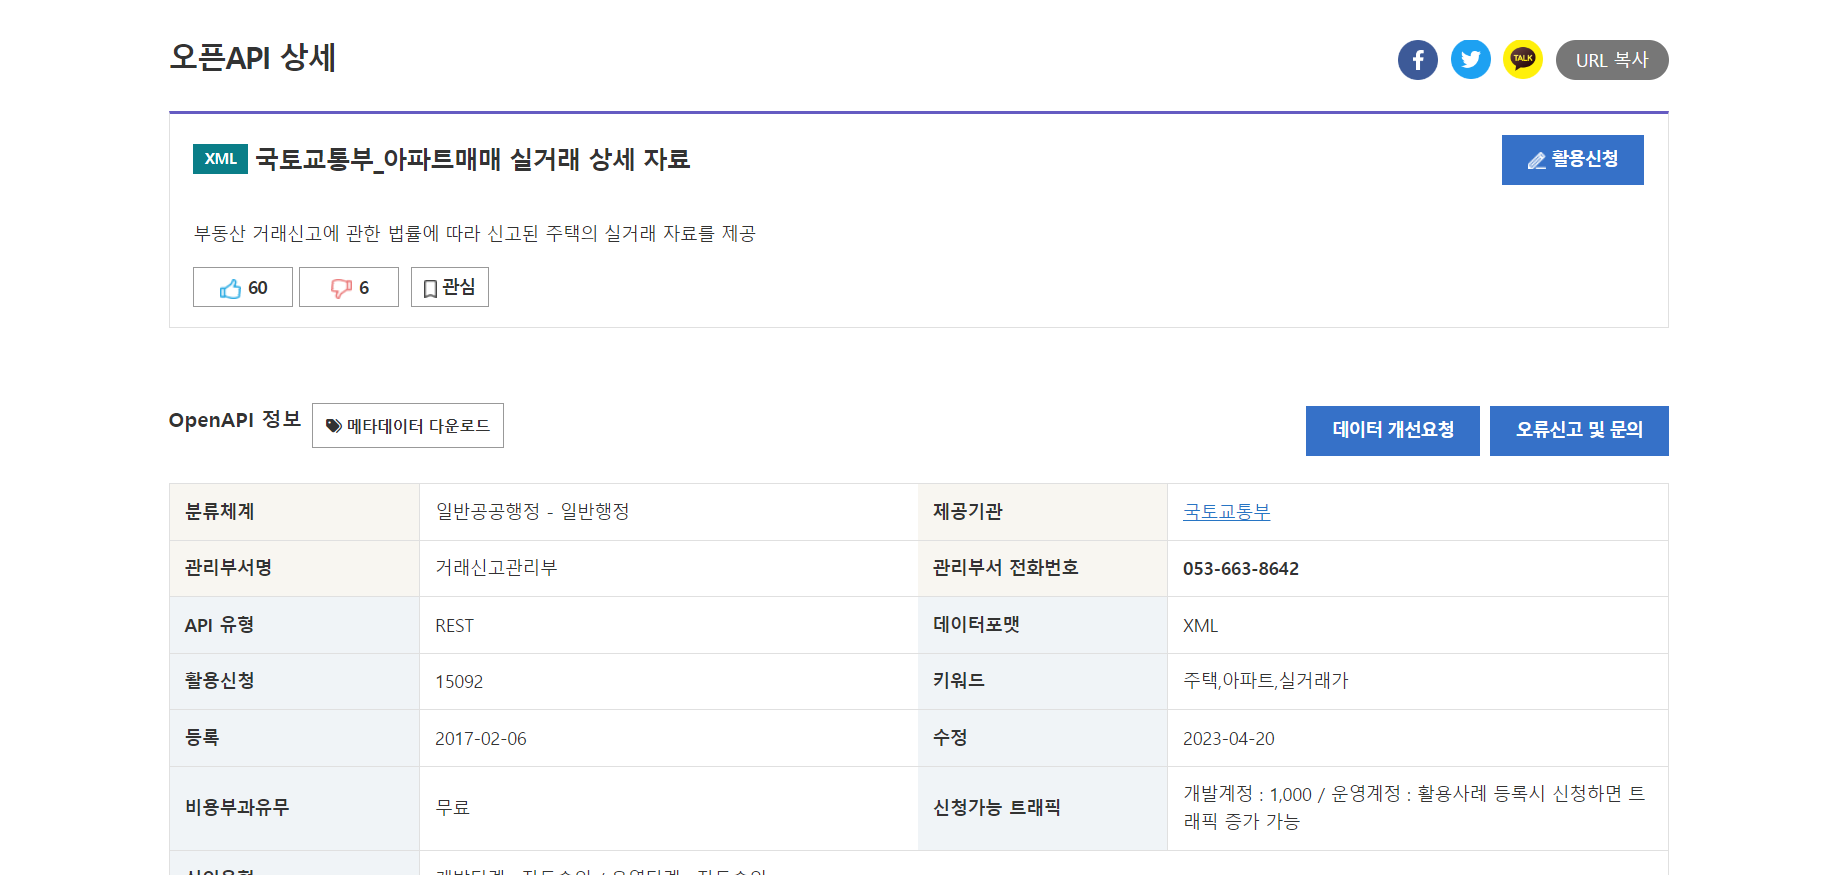 오픈API 상세
TALK
URL 복사
XML 국토교통부_아파트매매 실거래 상세 자료
활용신청
부동산 거래신고에 관한 법률에 따라 신고된 주택의 실거래 자료를 제공
60 6 관심
OpenAPI 정보 메타데이터 다운로드
데이터 개선요청 오류신고 및 문의
분류체계 일반공공행정 - 일반행정 제공기관 국토교통부
관리부서명 거래신고관리부 관리부서 전화번호 053-663-8642
API 유형 REST 데이터포맷 XML
활용신청 15092 키워드 주택,아파트,실거래가
등록 2017-02-06 수정 2023-04-20
비용부과유무 무료 신청가능 트래픽 개발계정 : 1,000 / 운영계정 : 활용사례 등록시 신청하면 트
래픽 증가 가능